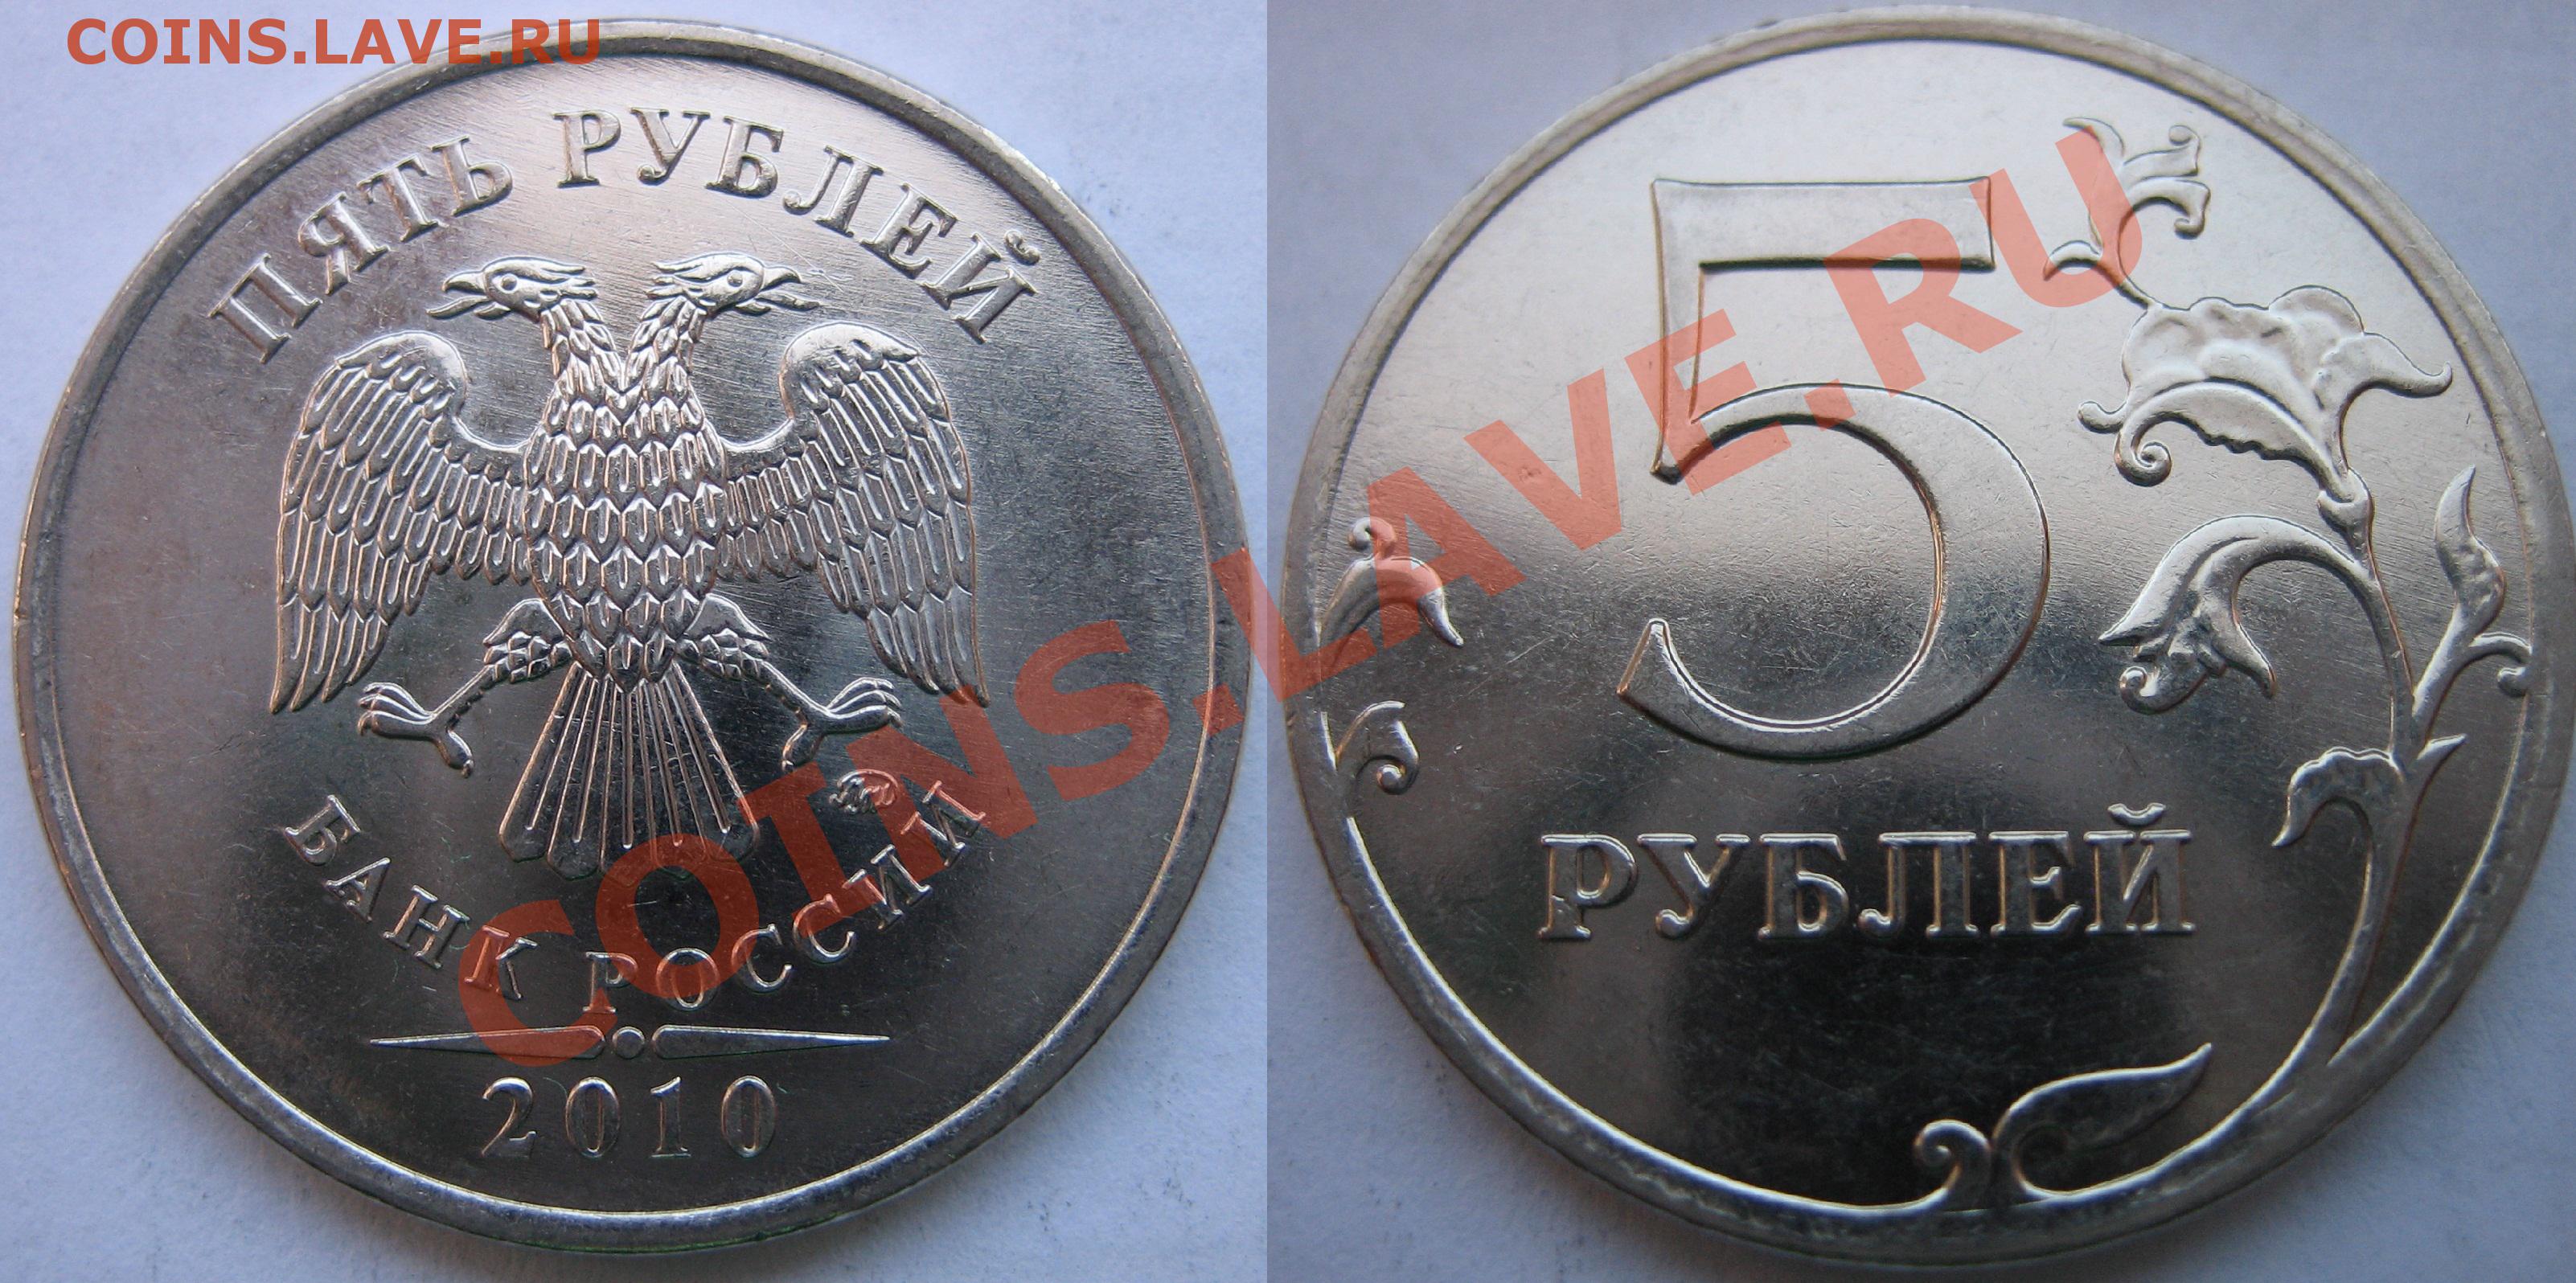 COINS.LAVE.RU
ПЯТЬ РУБЛЕЙ
БАНК РОССИИ
2010
5
РУБЛЕЙ
COINS.LAVE.RU